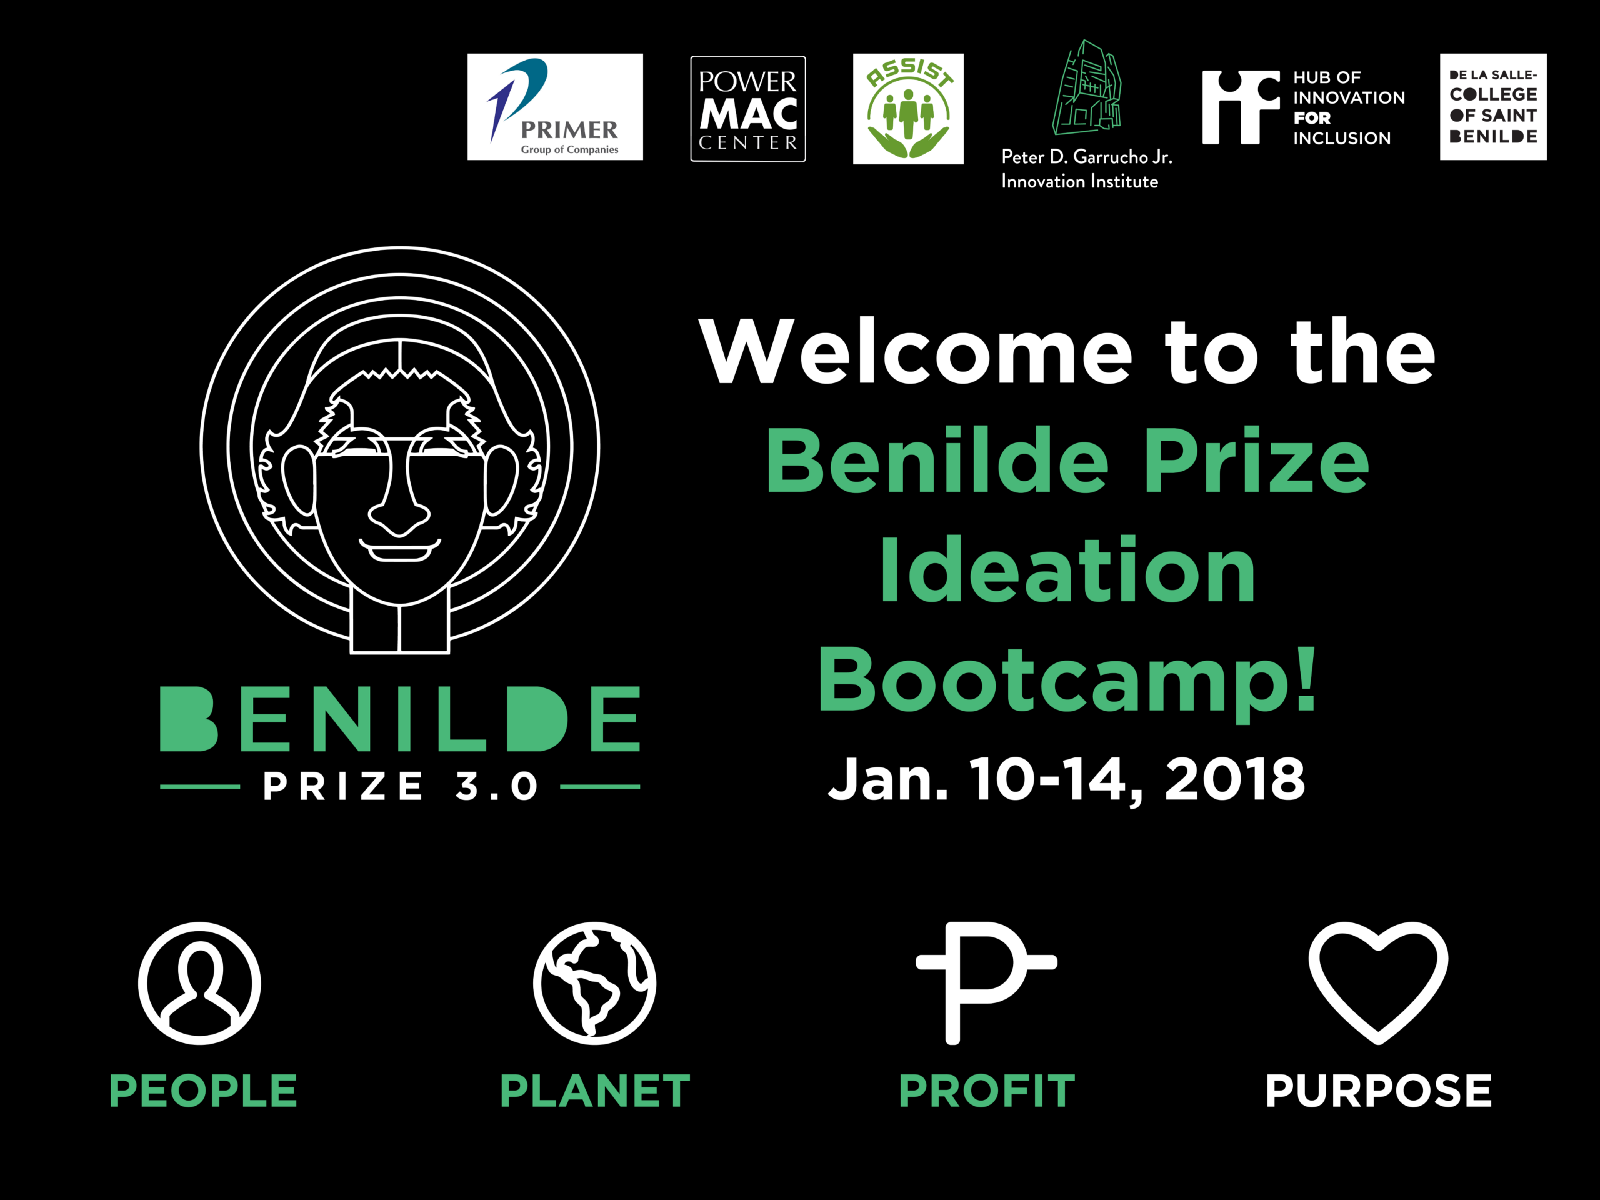 PRIMER
Group of Companies
POWER
MAC
CENTER
ASSIST
Peter D. Garrucho Jr.
Innovation Institute
HUB OF
INNOVATION
FOR
INCLUSION
DE LA SALLE-
COLLEGE
OF SAINT
BENILDE
Welcome to the
Benilde Prize
Ideation
Bootcamp!
Jan. 10-14, 2018
BENILDE
PRIZE 3.0
PEOPLE
PLANET
PROFIT
PURPOSE